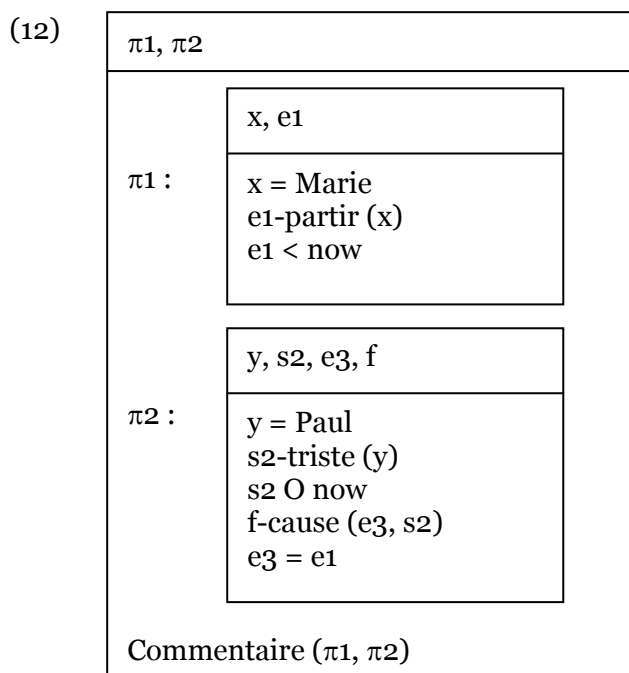 (12)
π1, π2
x, e1
π1 :
x = Marie
e1-partir (x)
e1 < now
y, s2, e3, f
π2 :
y = Paul
s2-triste (y)
s2 O now
f-cause (e3, s2)
e3 = e1
Commentaire (π1, π2)